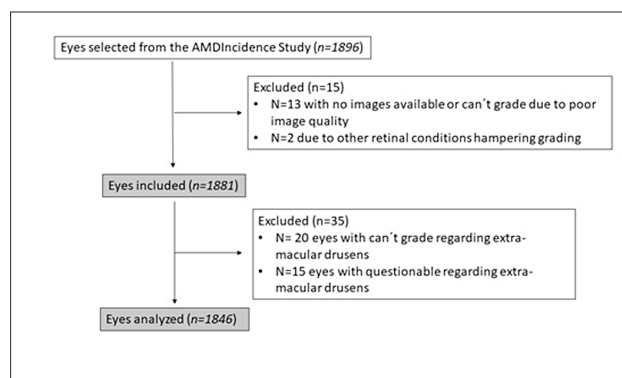 Eyes selected from the AMDIncidence Study (n=1896)
Excluded (n=15)
• N=13 with no images available or can´t grade due to poor
image quality
• N=2 due to other retinal conditions hampering grading
Eyes included (n=1881)
Excluded (n=35)
• N= 20 eyes with can´t grade regarding extra-
macular drusens
• N=15 eyes with questionable regarding extra-
macular drusens
Eyes analyzed (n=1846)